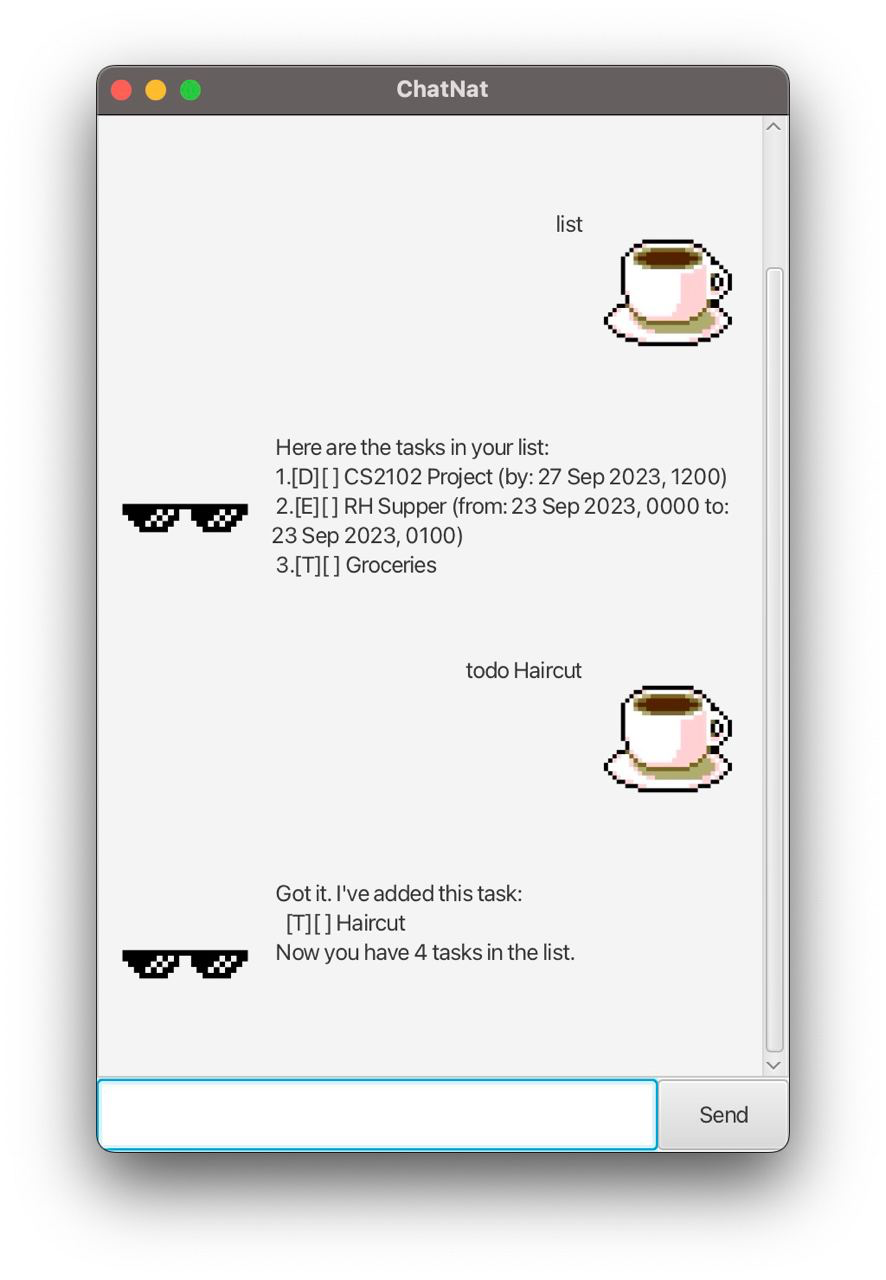 ChatNat
list
Here are the tasks in your list:
1.[D][ ] CS2102 Project (by: 27 Sep 2023, 1200)
2.[E][ ] RH Supper (from: 23 Sep 2023, 0000 to:
23 Sep 2023, 0100)
3.[T][ ] Groceries
todo Haircut
Got it. I've added this task:
[T][ ] Haircut
Now you have 4 tasks in the list.
Send